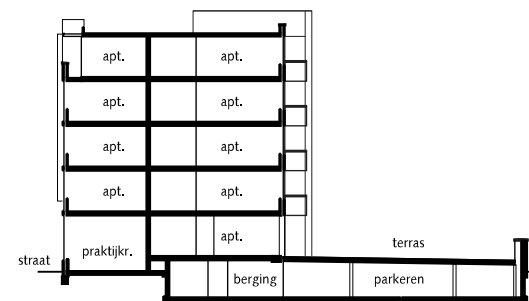 apt. apt.
apt. apt.
apt. apt.
apt. apt.
apt.
praktijkr.
terras
straat
berging parkeren